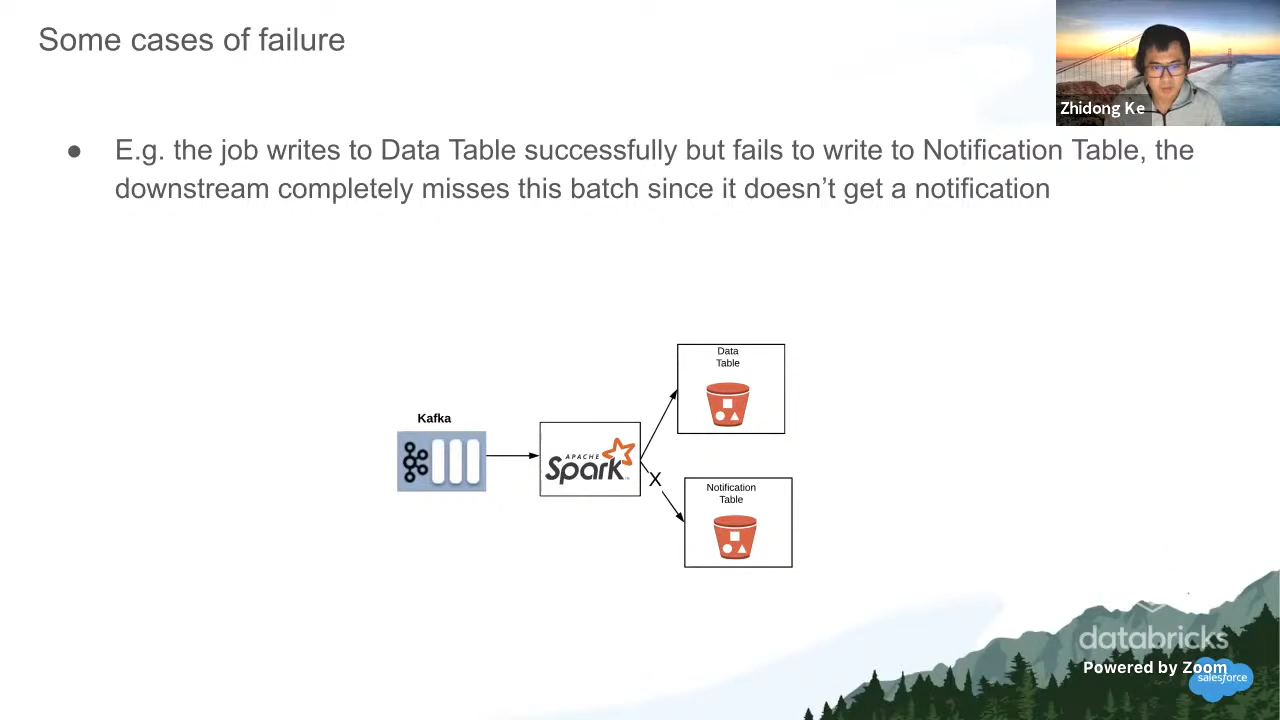 Some cases of failure
Zhidong Ke
● E.g. the job writes to Data Table successfully but fails to write to Notification Table, the
downstream completely misses this batch since it doesn’t get a notification
Data
Table
Kafka
APACHE
Spark
X
Notification
Table
databricks
Powered by Zoom
salesforce